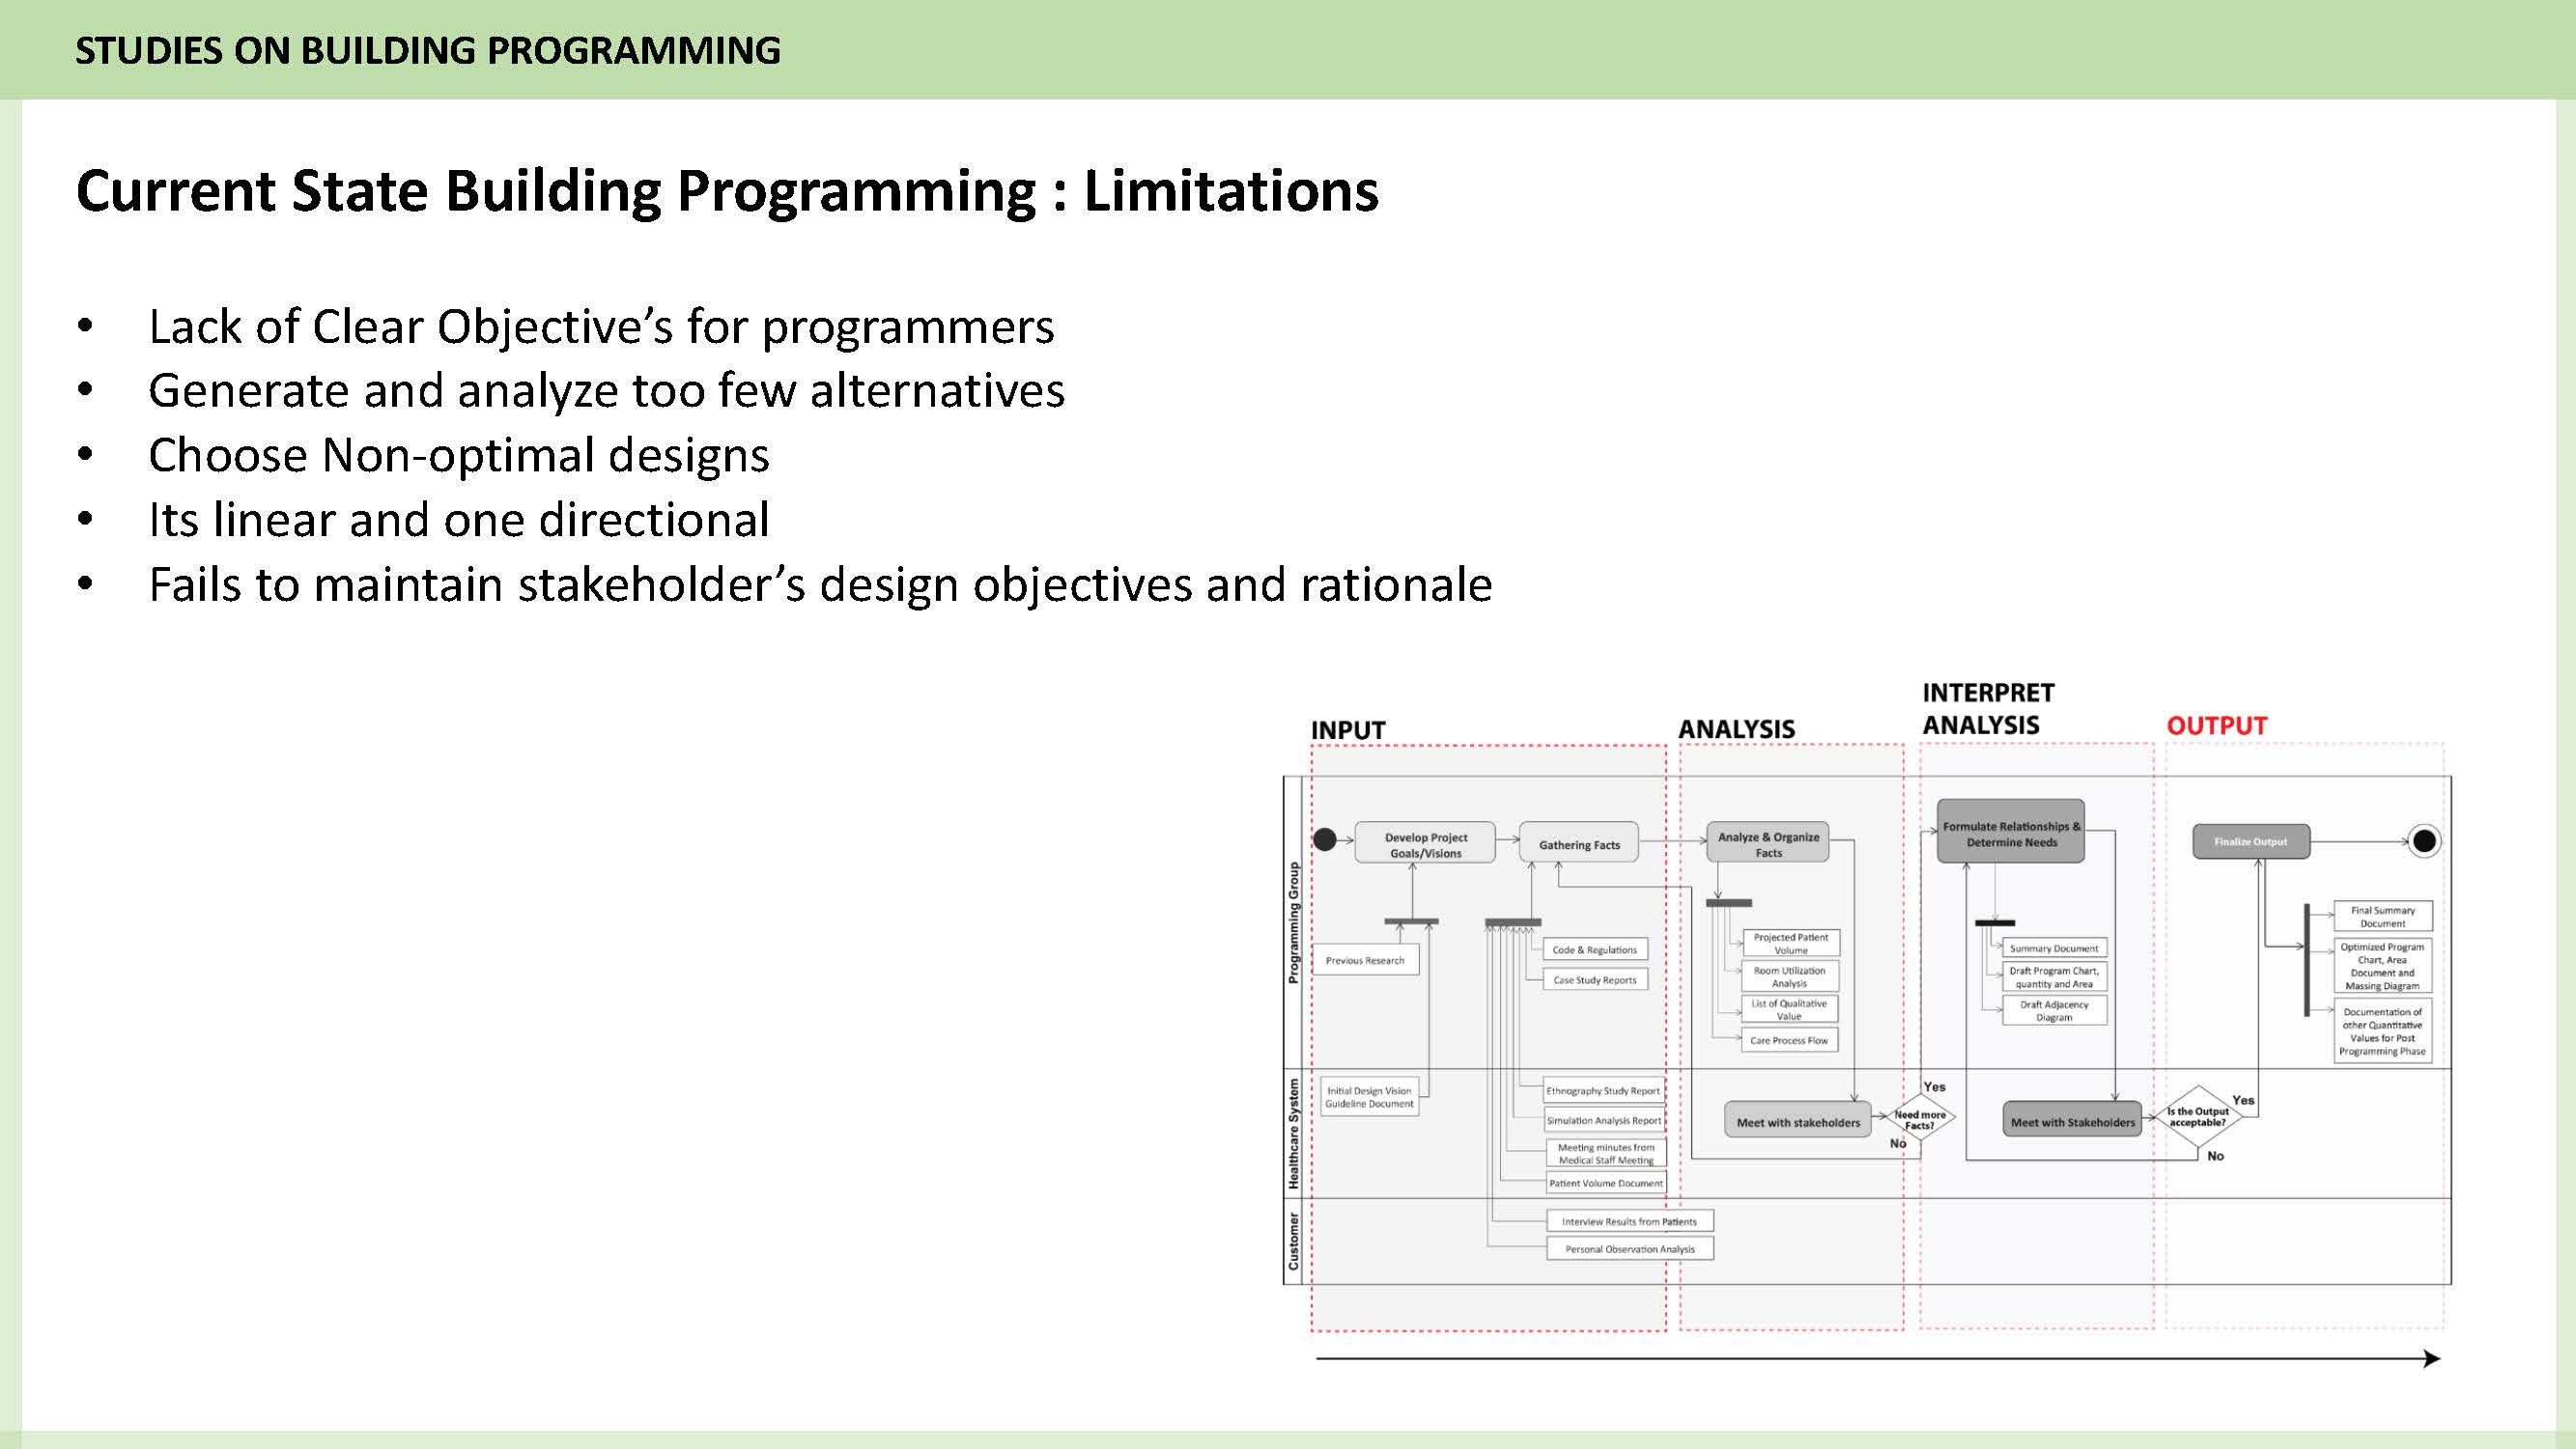 STUDIES ON BUILDING PROGRAMMING
Current State Building Programming : Limitations
• Lack of Clear Objective’s for programmers
• Generate and analyze too few alternatives
• Choose Non-optimal designs
• Its linear and one directional
• Fails to maintain stakeholder’s design objectives and rationale
INPUT
ANALYSIS
INTERPRET
ANALYSIS
OUTPUT
Programming Group
Develop Project
Goals/Visions
Gathering Facts
Analyze & Organize
Facts
Formulate Relationships &
Determine Needs
Finalize Output
Previous Research
Code & Regulations
Case Study Reports
Projected Patient
Volume
Room Utilization
Analysis
List of Qualitative
Value
Care Process Flow
Summary Document
Draft Program Chart,
quantity and Area
Draft Adjacency
Diagram
Final Summary
Document
Optimized Program
Chart, Area
Document and
Massing Diagram
Documentation of
other Quantitative
Values for Post
Programming Phase
Healthcare System
Initial Design Vision
Guideline Document
Ethnography Study Report
Simulation Analysis Report
Meeting minutes from
Medical Staff Meeting
Patient Volume Document
Meet with stakeholders
Need more
Facts?
Yes
No
Meet with Stakeholders
Is the Output
acceptable?
Yes
No
Customer
Interview Results from Patients
Personal Observation Analysis